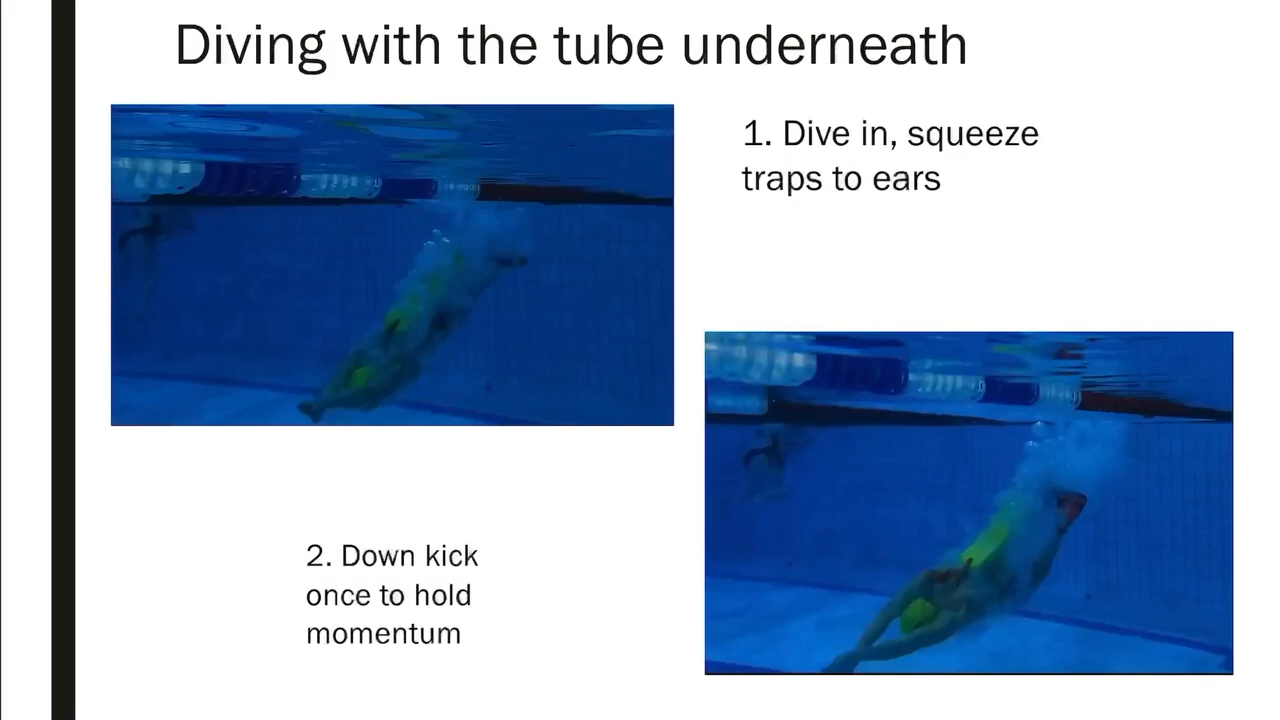 Diving with the tube underneath
1. Dive in, squeeze
traps to ears
2. Down kick
once to hold
momentum